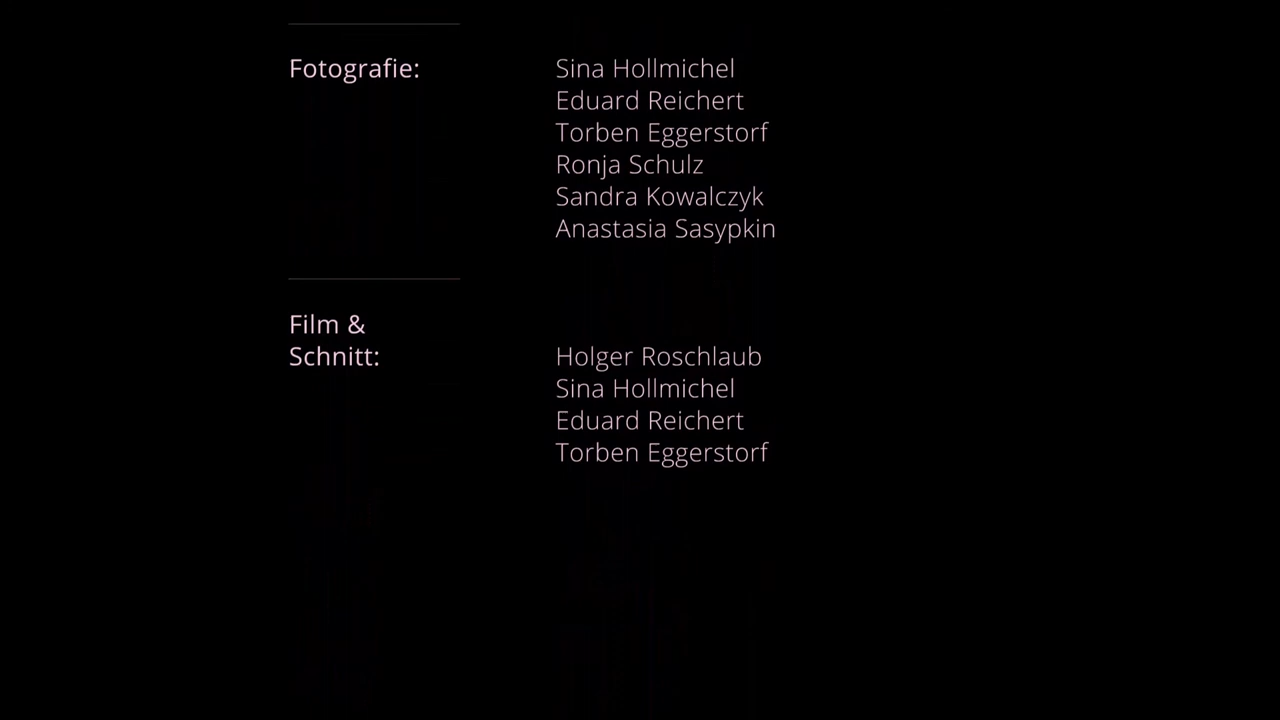 Fotografie: Sina Hollmichel
Eduard Reichert
Torben Eggerstorf
Ronja Schulz
Sandra Kowalczyk
Anastasia Sasypkin
Film &
Schnitt: Holger Roschlaub
Sina Hollmichel
Eduard Reichert
Torben Eggerstorf